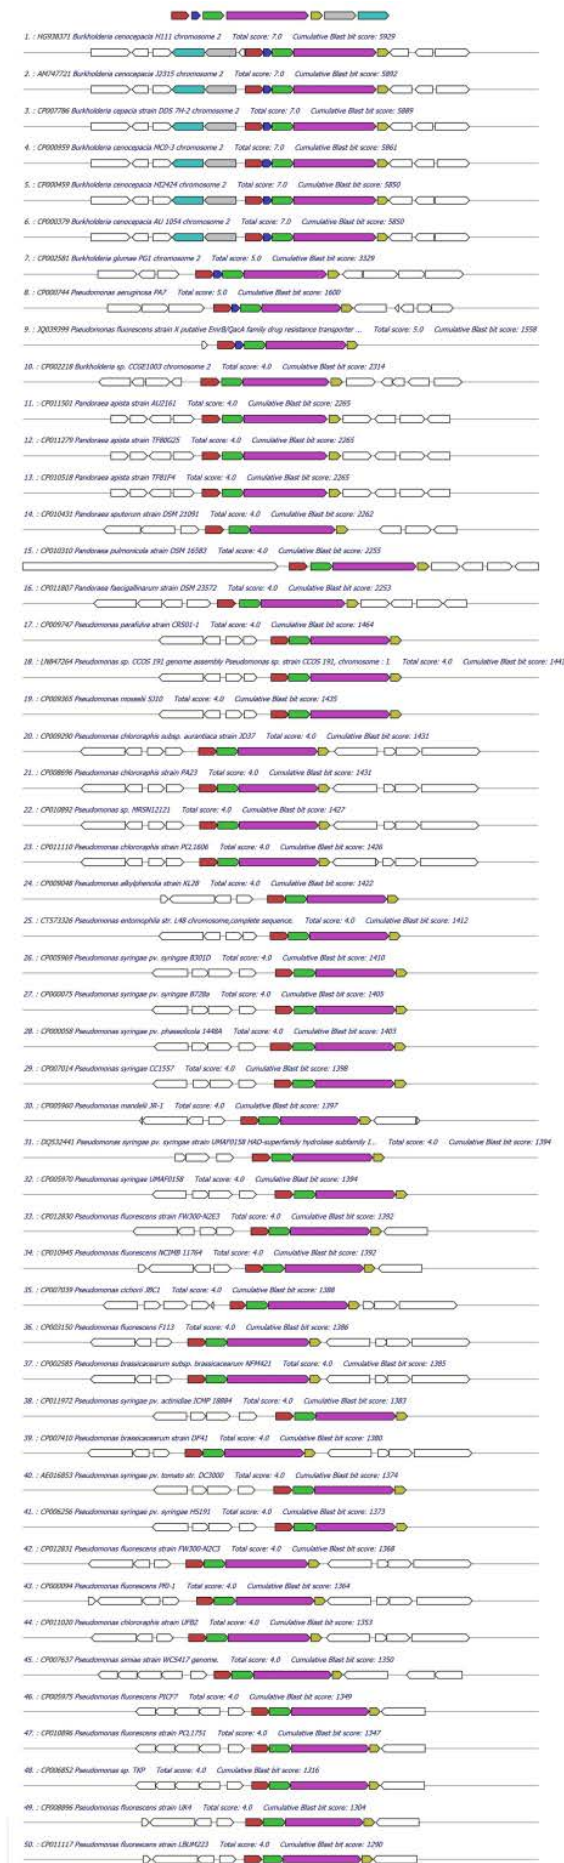 1. : HG938371 Burkholderia cenocepacia H111 chromosome 2 Total score: 7.0 Cumulative Blast bit score: 5929
2. : AM747721 Burkholderia cenocepacia J2315 chromosome 2 Total score: 7.0 Cumulative Blast bit score: 5892
3. : CP007786 Burkholderia cepacia strain DDS 7H-2 chromosome 2 Total score: 7.0 Cumulative Blast bit score: 5889
4. : CP000959 Burkholderia cenocepacia MC0-3 chromosome 2 Total score: 7.0 Cumulative Blast bit score: 5861
5. : CP000459 Burkholderia cenocepacia HI2424 chromosome 2 Total score: 7.0 Cumulative Blast bit score: 5850
6. : CP000379 Burkholderia cenocepacia AU 1054 chromosome 2 Total score: 7.0 Cumulative Blast bit score: 5850
7. : CP002581 Burkholderia glumae PG1 chromosome 2 Total score: 5.0 Cumulative Blast bit score: 3329
8. : CP000744 Pseudomonas aeruginosa PA7 Total score: 5.0 Cumulative Blast bit score: 1600
9. : JQ039399 Pseudomonas fluorescens strain X putative EmrB/QacA family drug resistance transporter ... Total score: 5.0 Cumulative Blast bit score: 1558
10. : CP002218 Burkholderia sp. CCGE1003 chromosome 2 Total score: 4.0 Cumulative Blast bit score: 2314
11. : CP011501 Pandoraea apista strain AU2161 Total score: 4.0 Cumulative Blast bit score: 2265
12. : CP011279 Pandoraea apista strain TF80G25 Total score: 4.0 Cumulative Blast bit score: 2265
13. : CP010518 Pandoraea apista strain TF81F4 Total score: 4.0 Cumulative Blast bit score: 2265
14. : CP010431 Pandoraea sputorum strain DSM 21091 Total score: 4.0 Cumulative Blast bit score: 2262
15. : CP010310 Pandoraea pulmonicola strain DSM 16583 Total score: 4.0 Cumulative Blast bit score: 2255
16. : CP011807 Pandoraea faecigallinarum strain DSM 23572 Total score: 4.0 Cumulative Blast bit score: 2253
17. : CP009747 Pseudomonas parafulva strain CRS01-1 Total score: 4.0 Cumulative Blast bit score: 1464
18. : LN847264 Pseudomonas sp. CCOS 191 genome assembly Pseudomonas sp. strain CCOS 191, chromosome : 1. Total score: 4.0 Cumulative Blast bit score: 1441
19. : CP009365 Pseudomonas mosselii SJ10 Total score: 4.0 Cumulative Blast bit score: 1435
20. : CP009290 Pseudomonas chlororaphis subsp. aurantiaca strain JD37 Total score: 4.0 Cumulative Blast bit score: 1431
21. : CP008696 Pseudomonas chlororaphis strain PA23 Total score: 4.0 Cumulative Blast bit score: 1431
22. : CP010892 Pseudomonas sp. MRSN12121 Total score: 4.0 Cumulative Blast bit score: 1427
23. : CP011110 Pseudomonas chlororaphis strain PCL1606 Total score: 4.0 Cumulative Blast bit score: 1426
24. : CP009048 Pseudomonas alkylphenolia strain KL28 Total score: 4.0 Cumulative Blast bit score: 1422
25. : CT573326 Pseudomonas entomophila str. L48 chromosome,complete sequence. Total score: 4.0 Cumulative Blast bit score: 1412
26. : CP005969 Pseudomonas syringae pv. syringae B301D Total score: 4.0 Cumulative Blast bit score: 1410
27. : CP000075 Pseudomonas syringae pv. syringae B728a Total score: 4.0 Cumulative Blast bit score: 1405
28. : CP000058 Pseudomonas syringae pv. phaseolicola 1448A Total score: 4.0 Cumulative Blast bit score: 1403
29. : CP007014 Pseudomonas syringae CC1557 Total score: 4.0 Cumulative Blast bit score: 1398
30. : CP005960 Pseudomonas mandelii JR-1 Total score: 4.0 Cumulative Blast bit score: 1397
31. : DQ532441 Pseudomonas syringae pv. syringae strain UMAF0158 HAD-superfamily hydrolase subfamily I... Total score: 4.0 Cumulative Blast bit score: 1394
32. : CP005970 Pseudomonas syringae UMAF0158 Total score: 4.0 Cumulative Blast bit score: 1394
33. : CP012830 Pseudomonas fluorescens strain FW300-N2E3 Total score: 4.0 Cumulative Blast bit score: 1392
34. : CP010945 Pseudomonas fluorescens NCIMB 11764 Total score: 4.0 Cumulative Blast bit score: 1392
35. : CP007039 Pseudomonas cichorii JBC1 Total score: 4.0 Cumulative Blast bit score: 1388
36. : CP003150 Pseudomonas fluorescens F113 Total score: 4.0 Cumulative Blast bit score: 1386
37. : CP002585 Pseudomonas brassicacearum subsp. brassicacearum NFM421 Total score: 4.0 Cumulative Blast bit score: 1385
38. : CP011972 Pseudomonas syringae pv. actinidiae ICMP 18884 Total score: 4.0 Cumulative Blast bit score: 1383
39. : CP007410 Pseudomonas brassicacearum strain DF41 Total score: 4.0 Cumulative Blast bit score: 1380
40. : AE016853 Pseudomonas syringae pv. tomato str. DC3000 Total score: 4.0 Cumulative Blast bit score: 1374
41. : CP006256 Pseudomonas syringae pv. syringae HS191 Total score: 4.0 Cumulative Blast bit score: 1373
42. : CP012831 Pseudomonas fluorescens strain FW300-N2C3 Total score: 4.0 Cumulative Blast bit score: 1368
43. : CP000094 Pseudomonas fluorescens Pf0-1 Total score: 4.0 Cumulative Blast bit score: 1364
44. : CP011020 Pseudomonas chlororaphis strain UFB2 Total score: 4.0 Cumulative Blast bit score: 1353
45. : CP007637 Pseudomonas simiae strain WCS417 genome. Total score: 4.0 Cumulative Blast bit score: 1350
46. : CP005975 Pseudomonas fluorescens PICF7 Total score: 4.0 Cumulative Blast bit score: 1349
47. : CP010896 Pseudomonas fluorescens strain PCL1751 Total score: 4.0 Cumulative Blast bit score: 1347
48. : CP006852 Pseudomonas sp. TKP Total score: 4.0 Cumulative Blast bit score: 1316
49. : CP008896 Pseudomonas fluorescens strain UK4 Total score: 4.0 Cumulative Blast bit score: 1304
50. : CP011117 Pseudomonas fluorescens strain LBUM223 Total score: 4.0 Cumulative Blast bit score: 1290